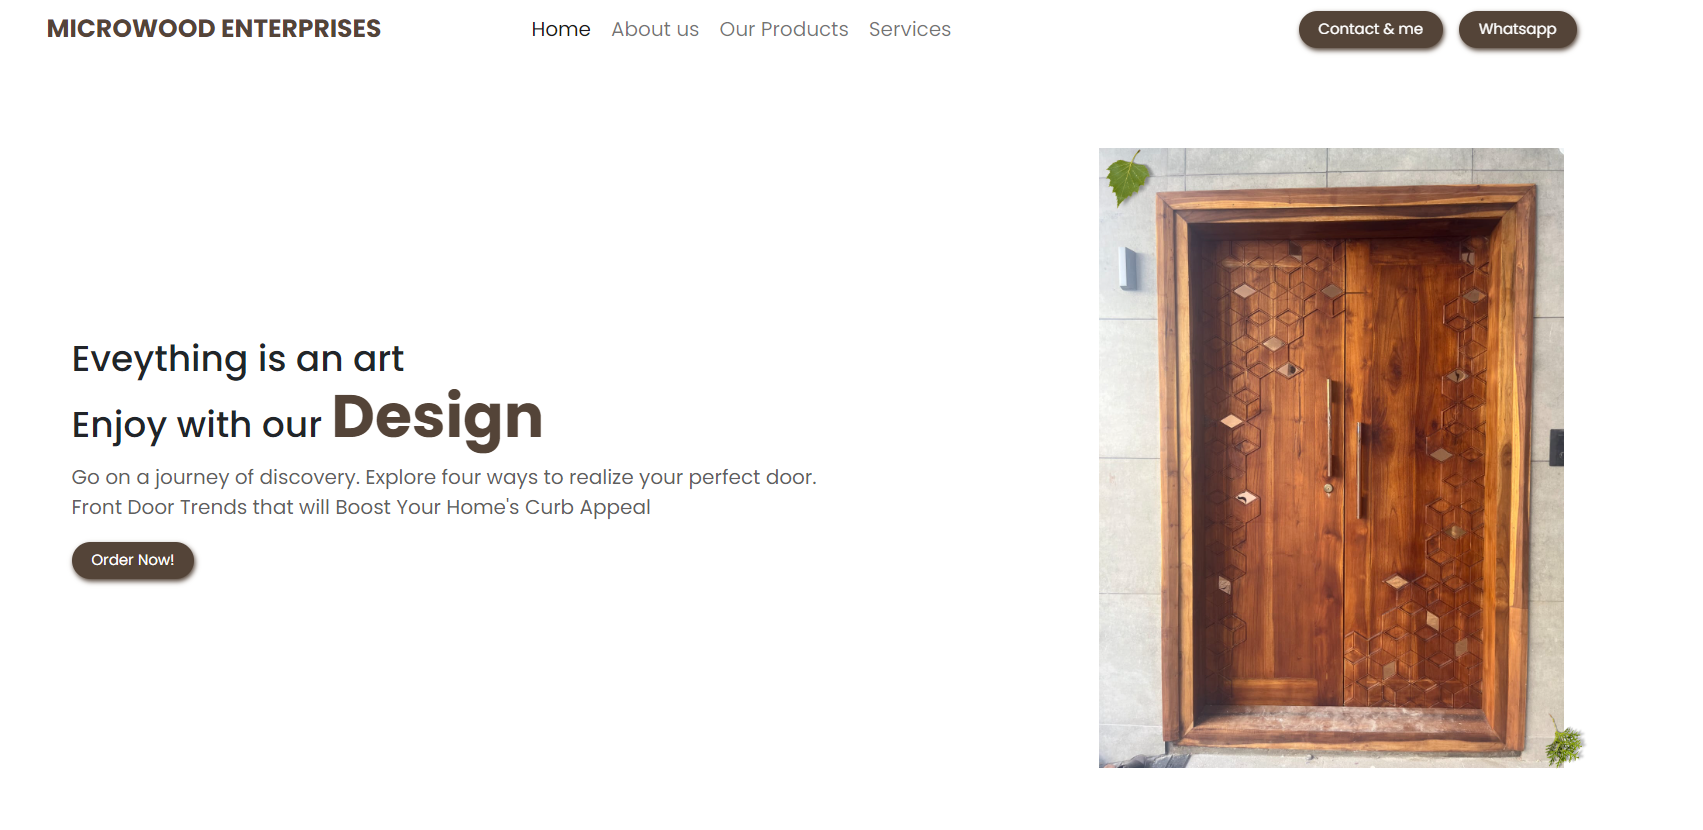 MICROWOOD ENTERPRISES
Home About us Our Products Services
Contact & me Whatsapp
Eveything is an art
Enjoy with our Design
Go on a journey of discovery. Explore four ways to realize your perfect door.
Front Door Trends that will Boost Your Home's Curb Appeal
Order Now!